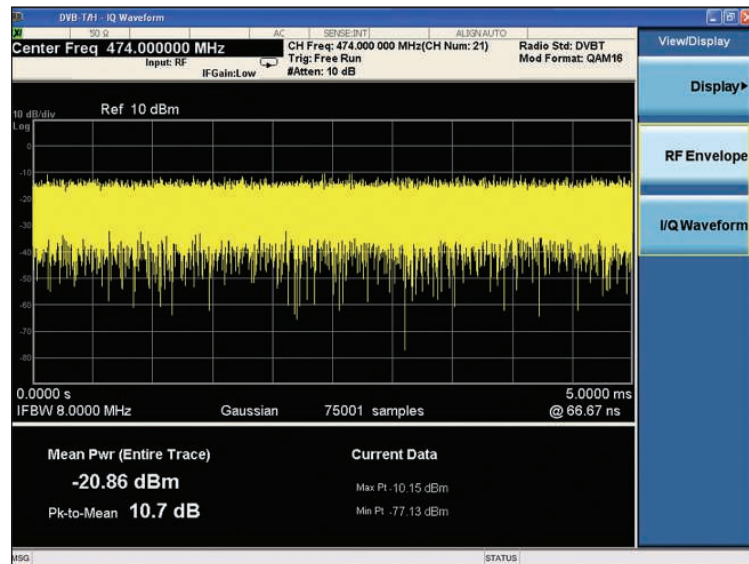 DVB-T/H - IQ Waveform
50 Ω AC SENSE:INT ALIGN AUTO
Center Freq 474.000000 MHz
CH Freq: 474.000 000 MHz(CH Num: 21)
Radio Std: DVBT
Input: RF
Trig: Free Run
Mod Format: QAM16
IFGain:Low
#Atten: 10 dB
View/Display
Display
RF Envelope
I/Q Waveform
10 dB/div
Ref 10 dBm
Log
0
-10
-20
-30
-40
-50
-60
-70
-80
0.0000 s
5.0000 ms
IFBW 8.0000 MHz
Gaussian
75001 samples
@ 66.67 ns
Mean Pwr (Entire Trace)
-20.86 dBm
Pk-to-Mean 10.7 dB
Current Data
Max Pt -10.15 dBm
Min Pt -77.13 dBm
MSG
STATUS